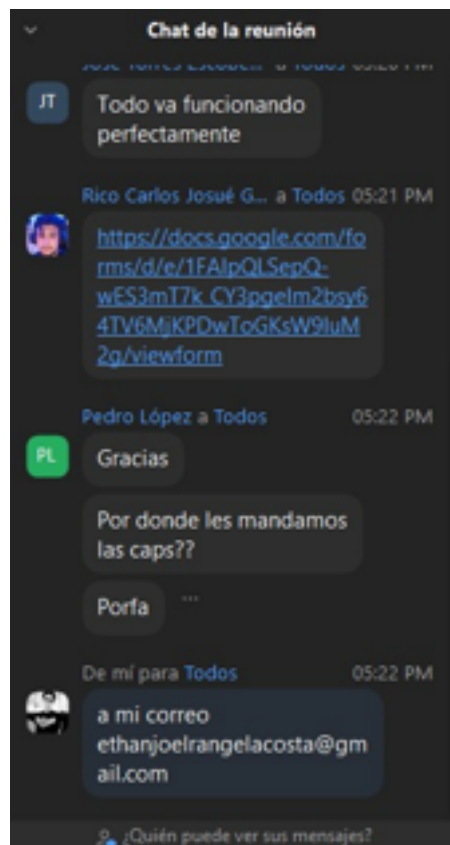 Chat de la reunión
JT
Todo va funcionando
perfectamente
Rico Carlos Josué G... a Todos 05:21 PM
https://docs.google.com/fo
rms/d/e/1FAIpQLSepQ-
wES3mT7k_CY3pgeIm2bsy6
4TV6MjKPDwToGKsW9IuM
2g/viewform
Pedro López a Todos 05:22 PM
PL
Gracias
Por donde les mandamos
las caps??
Porfa ...
De mí para Todos 05:22 PM
a mi correo
ethanjoelrangelacosta@gm
ail.com
¿Quién puede ver sus mensajes?